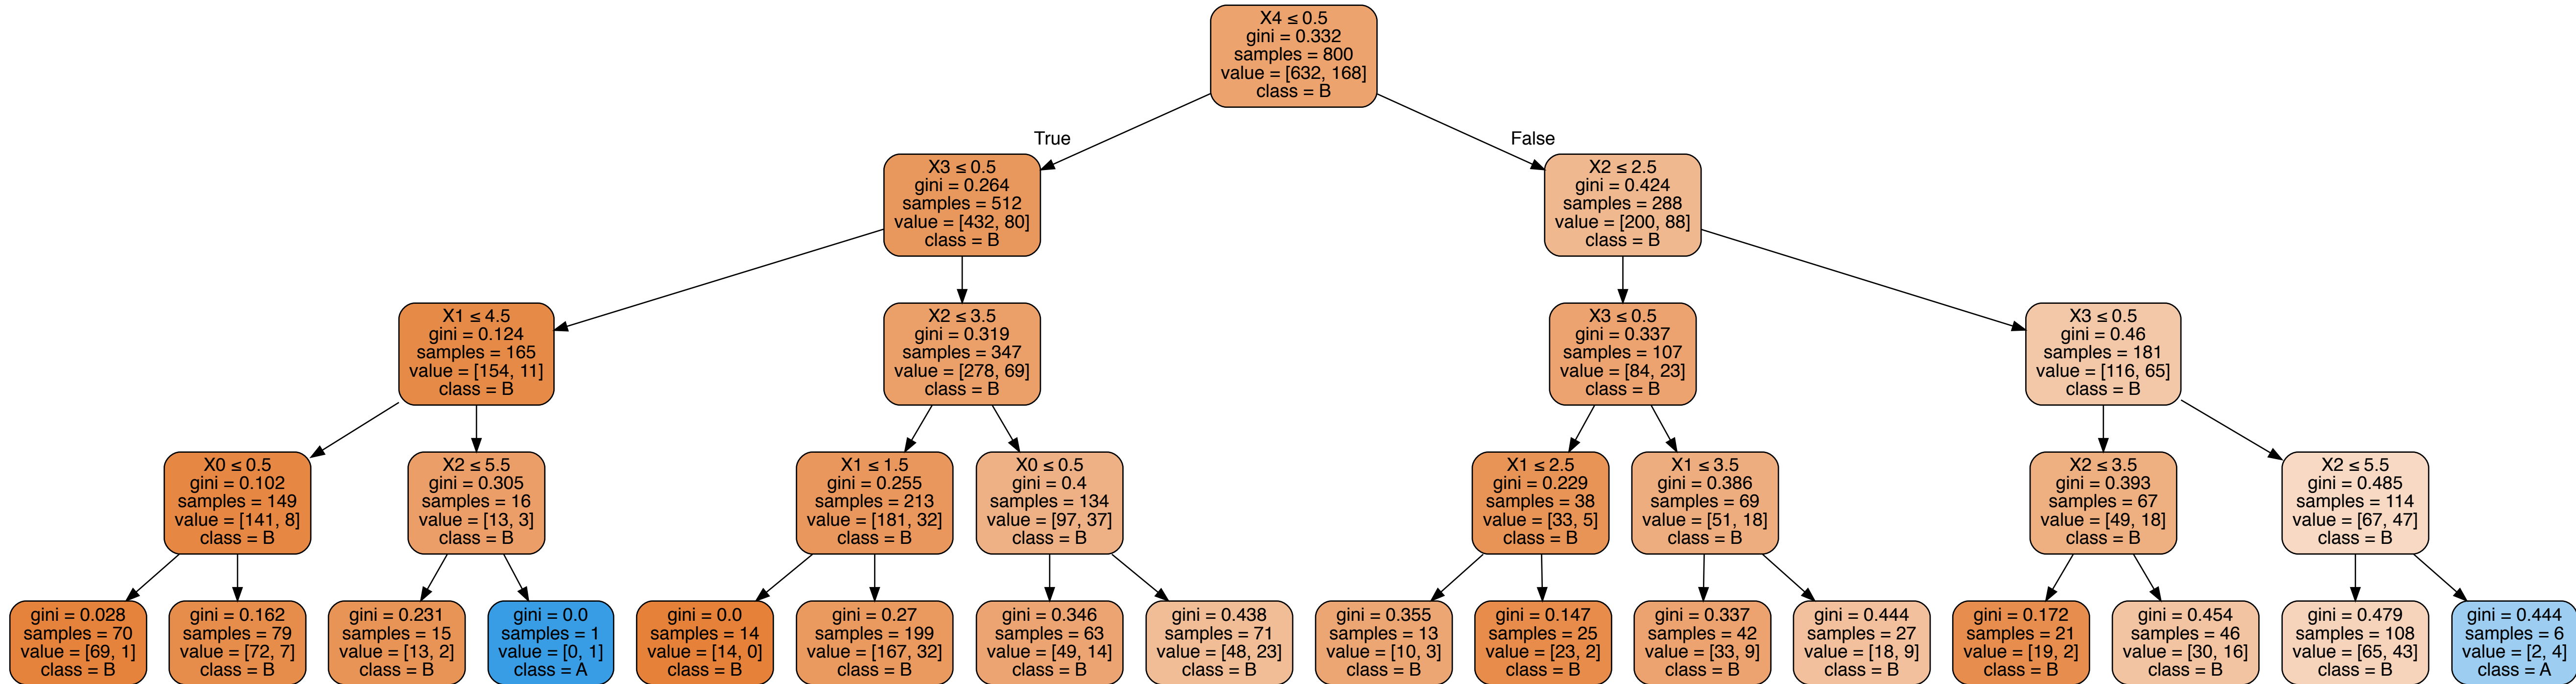 X4 ≤ 0.5
gini = 0.332
samples = 800
value = [632, 168]
class = B
True
False
X3 ≤ 0.5
gini = 0.264
samples = 512
value = [432, 80]
class = B
X2 ≤ 2.5
gini = 0.424
samples = 288
value = [200, 88]
class = B
X1 ≤ 4.5
gini = 0.124
samples = 165
value = [154, 11]
class = B
X2 ≤ 3.5
gini = 0.319
samples = 347
value = [278, 69]
class = B
X3 ≤ 0.5
gini = 0.337
samples = 107
value = [84, 23]
class = B
X3 ≤ 0.5
gini = 0.46
samples = 181
value = [116, 65]
class = B
X0 ≤ 0.5
gini = 0.102
samples = 149
value = [141, 8]
class = B
X2 ≤ 5.5
gini = 0.305
samples = 16
value = [13, 3]
class = B
X1 ≤ 1.5
gini = 0.255
samples = 213
value = [181, 32]
class = B
X0 ≤ 0.5
gini = 0.4
samples = 134
value = [97, 37]
class = B
X1 ≤ 2.5
gini = 0.229
samples = 38
value = [33, 5]
class = B
X1 ≤ 3.5
gini = 0.386
samples = 69
value = [51, 18]
class = B
X2 ≤ 3.5
gini = 0.393
samples = 67
value = [49, 18]
class = B
X2 ≤ 5.5
gini = 0.485
samples = 114
value = [67, 47]
class = B
gini = 0.028
samples = 70
value = [69, 1]
class = B
gini = 0.162
samples = 79
value = [72, 7]
class = B
gini = 0.231
samples = 15
value = [13, 2]
class = B
gini = 0.0
samples = 1
value = [0, 1]
class = A
gini = 0.0
samples = 14
value = [14, 0]
class = B
gini = 0.27
samples = 199
value = [167, 32]
class = B
gini = 0.346
samples = 63
value = [49, 14]
class = B
gini = 0.438
samples = 71
value = [48, 23]
class = B
gini = 0.355
samples = 13
value = [10, 3]
class = B
gini = 0.147
samples = 25
value = [23, 2]
class = B
gini = 0.337
samples = 42
value = [33, 9]
class = B
gini = 0.444
samples = 27
value = [18, 9]
class = B
gini = 0.172
samples = 21
value = [19, 2]
class = B
gini = 0.454
samples = 46
value = [30, 16]
class = B
gini = 0.479
samples = 108
value = [65, 43]
class = B
gini = 0.444
samples = 6
value = [2, 4]
class = A